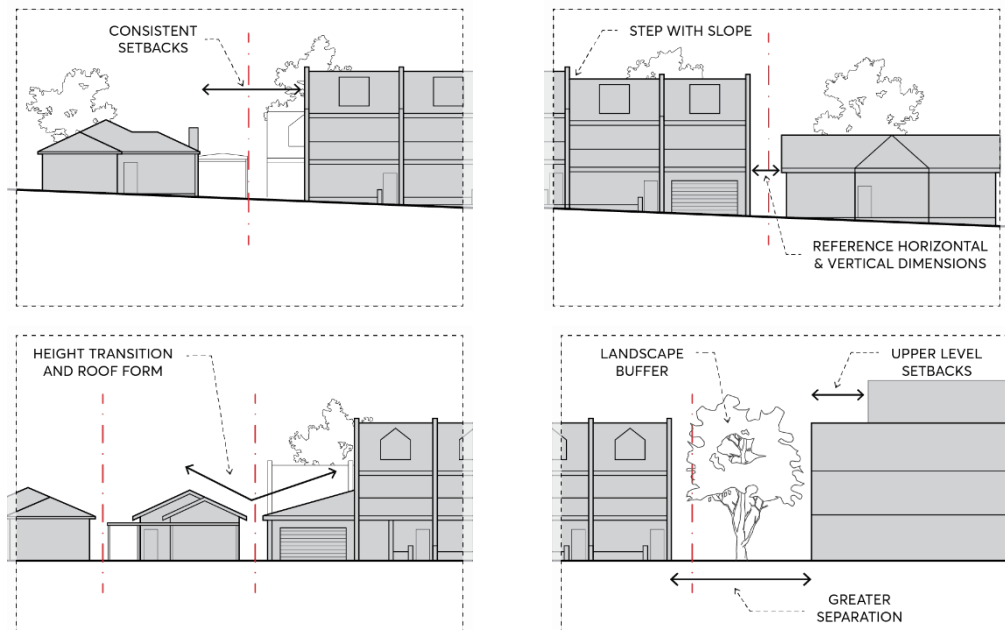 CONSISTENT
SETBACKS
STEP WITH SLOPE
REFERENCE HORIZONTAL
& VERTICAL DIMENSIONS
HEIGHT TRANSITION
AND ROOF FORM
LANDSCAPE
BUFFER
UPPER LEVEL
SETBACKS
GREATER
SEPARATION